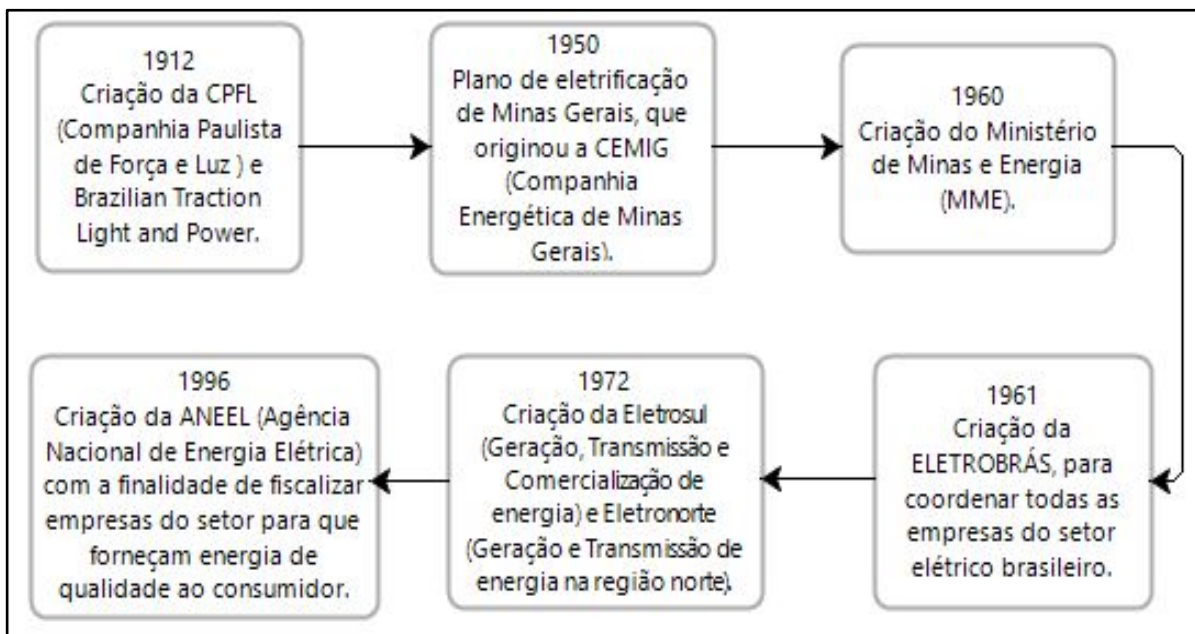 1912
Criação da CPFL
(Companhia Paulista
de Força e Luz ) e
Brazilian Traction
Light and Power.
1950
Plano de eletrificação
de Minas Gerais, que
originou a CEMIG
(Companhia
Energética de Minas
Gerais).
1960
Criação do Ministério
de Minas e Energia
(MME).
1961
Criação da
ELETROBRÁS, para
coordenar todas as
empresas do setor
elétrico brasileiro.
1972
Criação da Eletrosul
(Geração, Transmissão e
Comercialização de
energia) e Eletronorte
(Geração e Transmissão de
energia na região norte).
1996
Criação da ANEEL (Agência
Nacional de Energia Elétrica)
com a finalidade de fiscalizar
empresas do setor para que
forneçam energia de
qualidade ao consumidor.